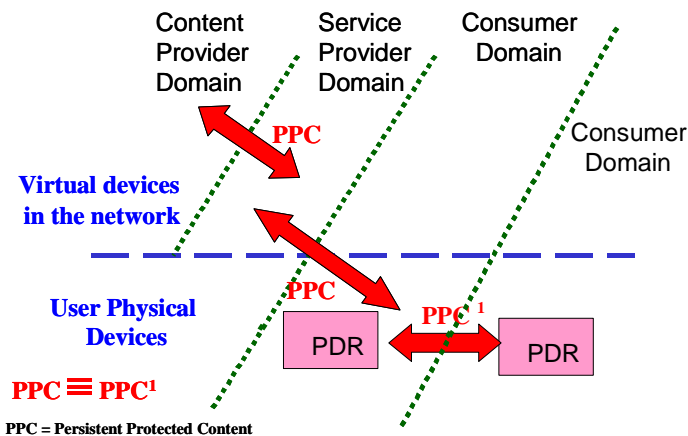 Content
Provider
Domain
Service
Provider
Domain
Consumer
Domain
Consumer
Domain
PPC
Virtual devices
in the network
PPC
User Physical
Devices
PPC 1
PDR
PDR
PPC ≡ PPC1
PPC = Persistent Protected Content